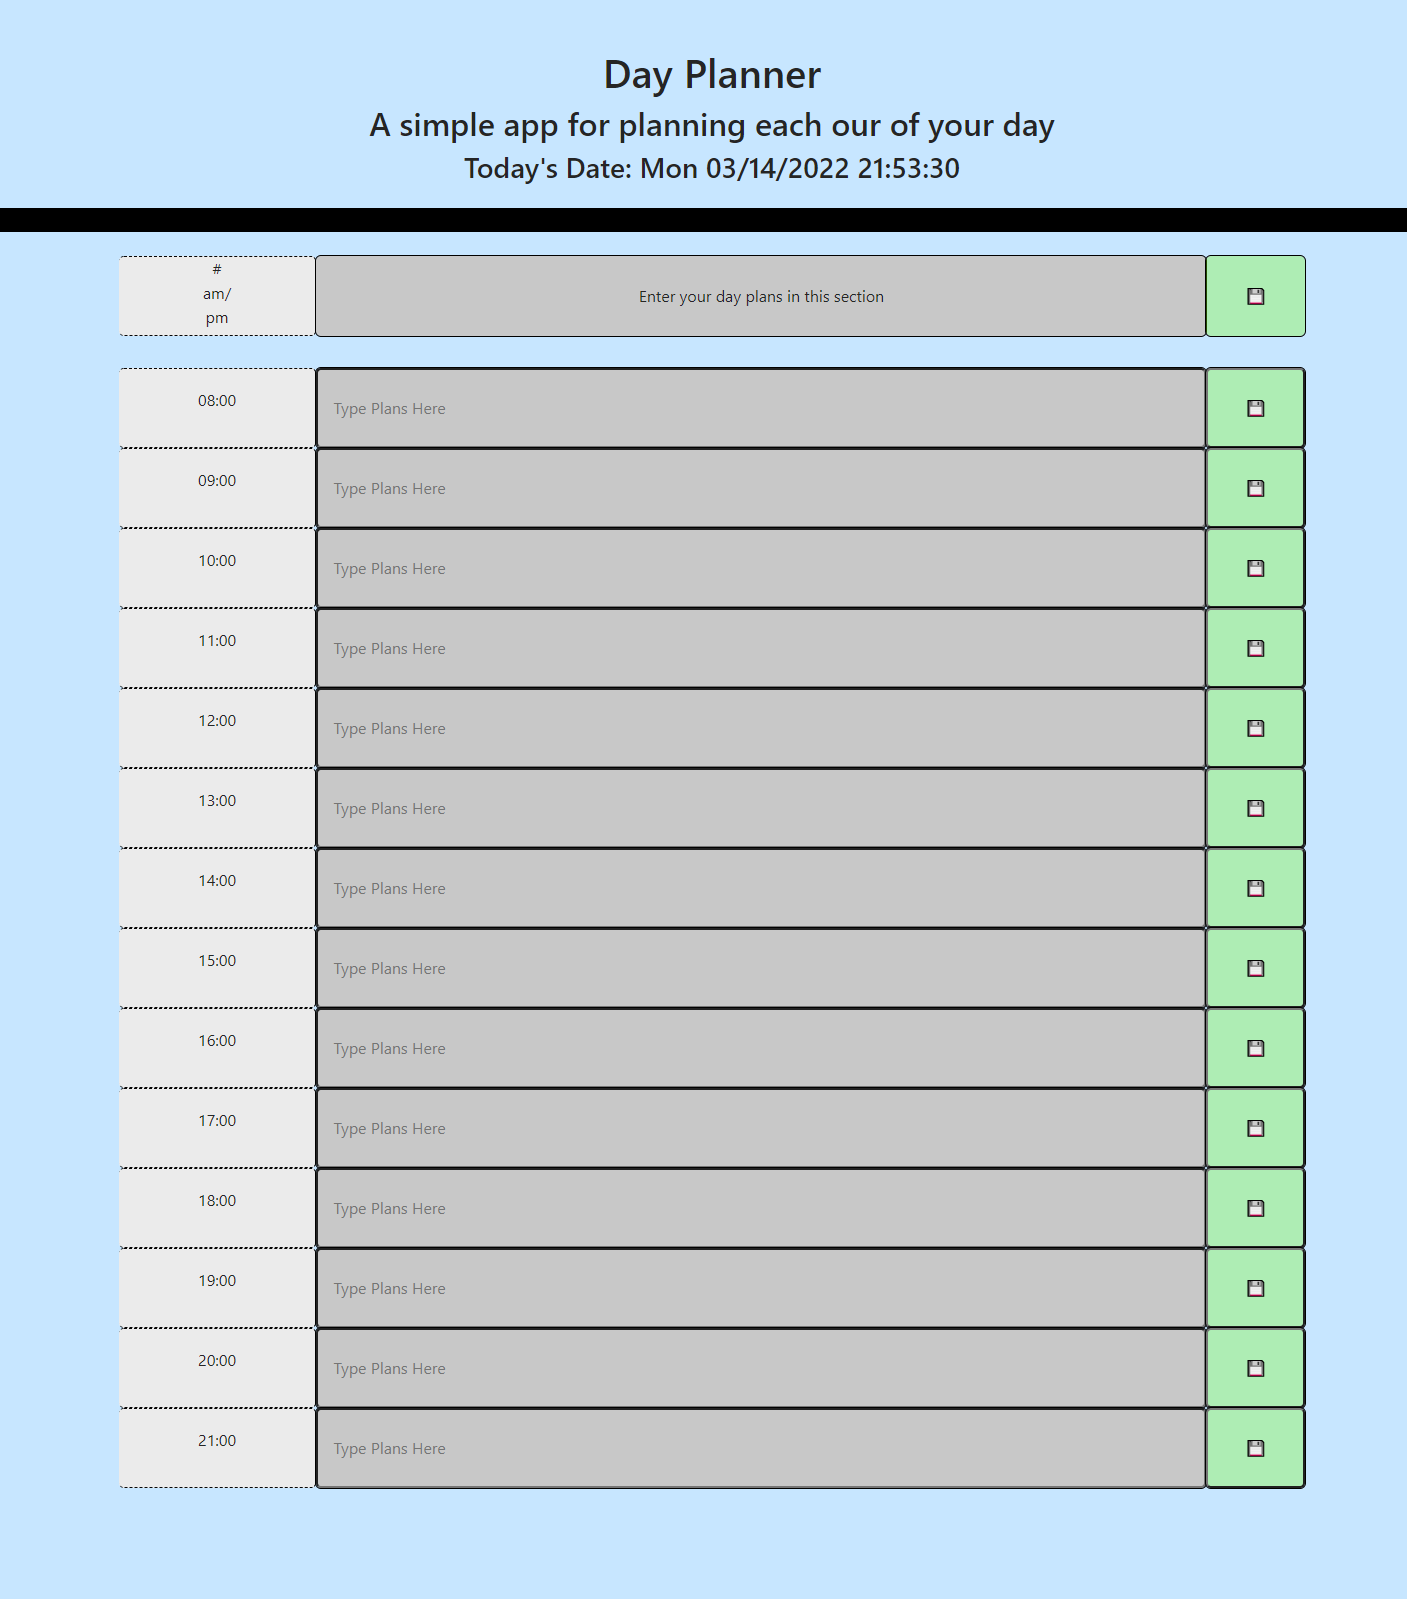 Day Planner
A simple app for planning each our of your day
Today's Date: Mon 03/14/2022 21:53:30
#
am/
pm
Enter your day plans in this section
08:00
Type Plans Here
09:00
Type Plans Here
10:00
Type Plans Here
11:00
Type Plans Here
12:00
Type Plans Here
13:00
Type Plans Here
14:00
Type Plans Here
15:00
Type Plans Here
16:00
Type Plans Here
17:00
Type Plans Here
18:00
Type Plans Here
19:00
Type Plans Here
20:00
Type Plans Here
21:00
Type Plans Here